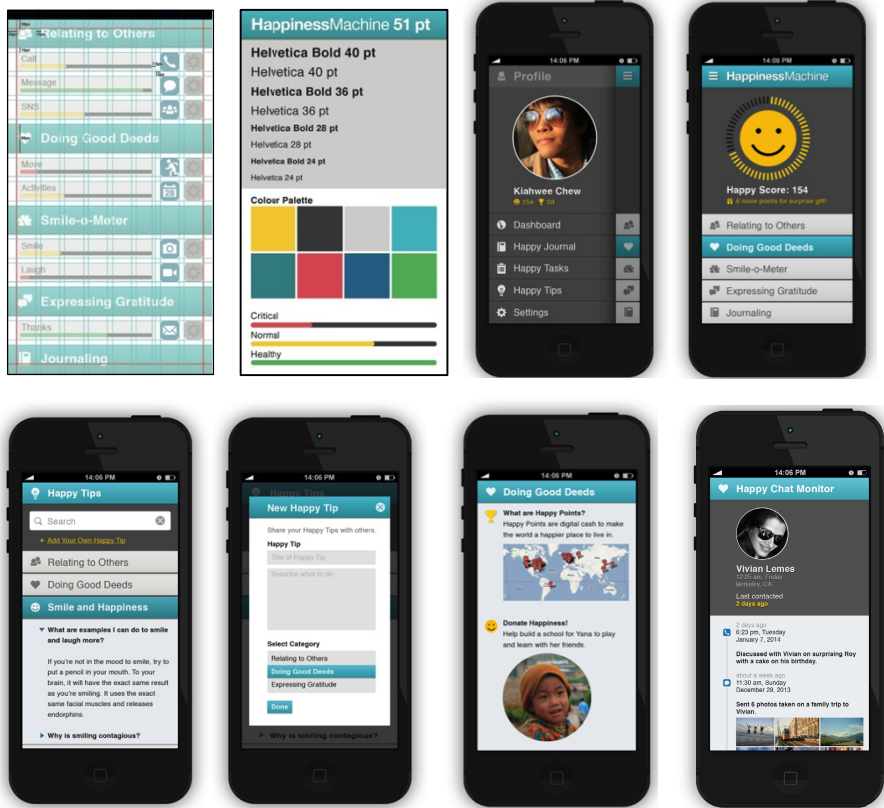 Relating to Others
Call
Message
SNS
Doing Good Deeds
Move
Activities
28
Smile-o-Meter
Smile
Laugh
Expressing Gratitude
Thanks
Journaling
HappinessMachine 51 pt
Helvetica Bold 40 pt
Helvetica 40 pt
Helvetica Bold 36 pt
Helvetica 36 pt
Helvetica Bold 28 pt
Helvetica 28 pt
Helvetica Bold 24 pt
Helvetica 24 pt
Colour Palette
Critical
Normal
Healthy
14:06 PM
Profile
Kiahwee Chew
154 03
Dashboard
Happy Journal
Happy Tasks
Happy Tips
Settings
14:06 PM
HappinessMachine
Happy Score: 154
6 more points for surprise gift!
Relating to Others
Doing Good Deeds
Smile-o-Meter
Expressing Gratitude
Journaling
14:06 PM
Happy Tips
Search
+ Add Your Own Happy Tip
Relating to Others
Doing Good Deeds
Smile and Happiness
What are examples I can do to smile
and laugh more?
If you're not in the mood to smile, try to
put a pencil in your mouth. To your
brain, it will have the exact same result
as you're smiling. It uses the exact
same facial muscles and releases
endorphins.
Why is smiling contagious?
14:06 PM
Happy Tips
New Happy Tip
Share your Happy Tips with others.
Happy Tip
Title of Happy Tip
Describe what to do
Select Category
Relating to Others
Doing Good Deeds
Expressing Gratitude
Done
Why is smiling contagious?
14:06 PM
Doing Good Deeds
What are Happy Points?
Happy Points are digital cash to make
the world a happier place to live in.
Donate Happiness!
Help build a school for Yana to play
and learn with her friends.
14:06 PM
Happy Chat Monitor
Vivian Lemes
12:05 am, Friday
Berkeley, CA
Last contacted
2 days ago
2 days ago
6:23 pm, Tuesday
January 7, 2014
Discussed with Vivian on surprising Roy
with a cake on his birthday.
about a week ago
11:30 am, Sunday
December 29, 2013
Sent 6 photos taken on a family trip to
Vivian.